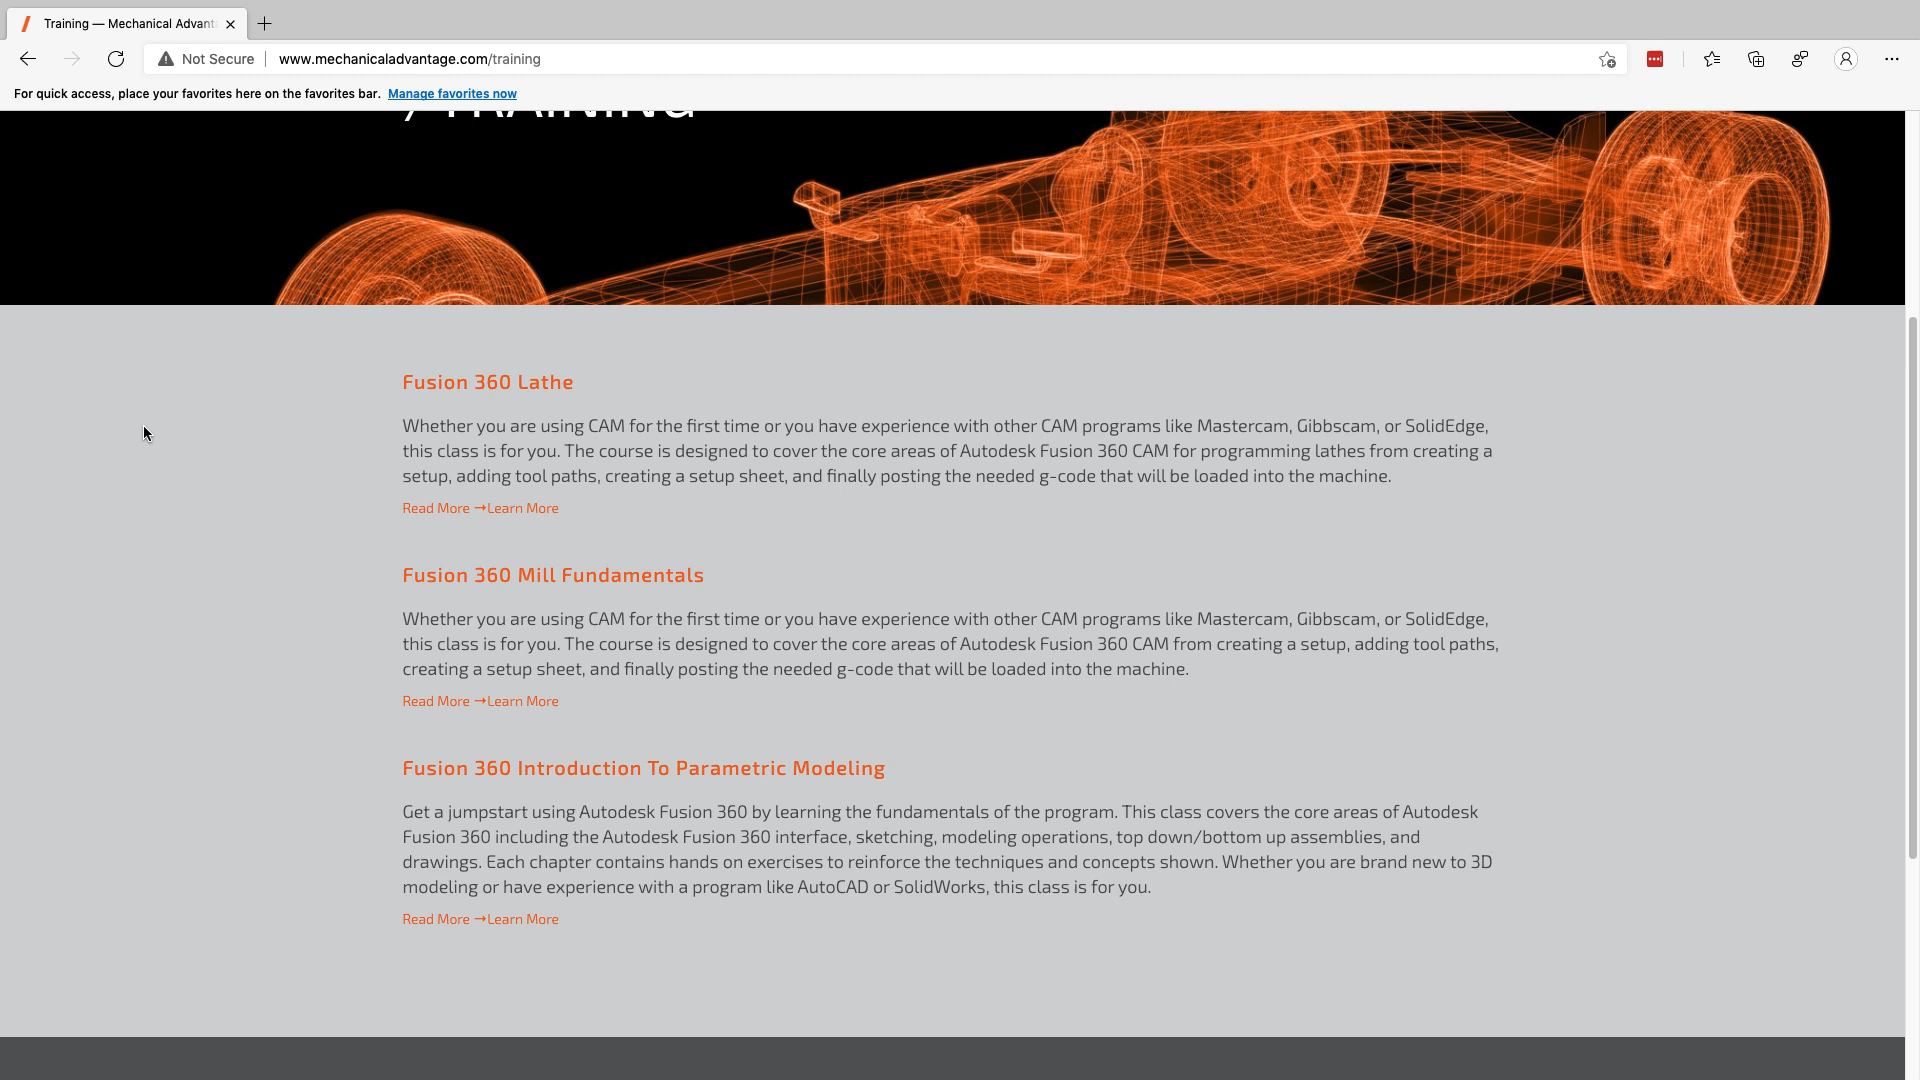 Training — Mechanical Advant
Not Secure
www.mechanicaladvantage.com/training
For quick access, place your favorites here on the favorites bar. Manage favorites now
/ TRAINING
Fusion 360 Lathe
Whether you are using CAM for the first time or you have experience with other CAM programs like Mastercam, Gibbscam, or SolidEdge,
this class is for you. The course is designed to cover the core areas of Autodesk Fusion 360 CAM for programming lathes from creating a
setup, adding tool paths, creating a setup sheet, and finally posting the needed g-code that will be loaded into the machine.
Read More →Learn More
Fusion 360 Mill Fundamentals
Whether you are using CAM for the first time or you have experience with other CAM programs like Mastercam, Gibbscam, or SolidEdge,
this class is for you. The course is designed to cover the core areas of Autodesk Fusion 360 CAM from creating a setup, adding tool paths,
creating a setup sheet, and finally posting the needed g-code that will be loaded into the machine.
Read More →Learn More
Fusion 360 Introduction To Parametric Modeling
Get a jumpstart using Autodesk Fusion 360 by learning the fundamentals of the program. This class covers the core areas of Autodesk
Fusion 360 including the Autodesk Fusion 360 interface, sketching, modeling operations, top down/bottom up assemblies, and
drawings. Each chapter contains hands on exercises to reinforce the techniques and concepts shown. Whether you are brand new to 3D
modeling or have experience with a program like AutoCAD or SolidWorks, this class is for you.
Read More →Learn More